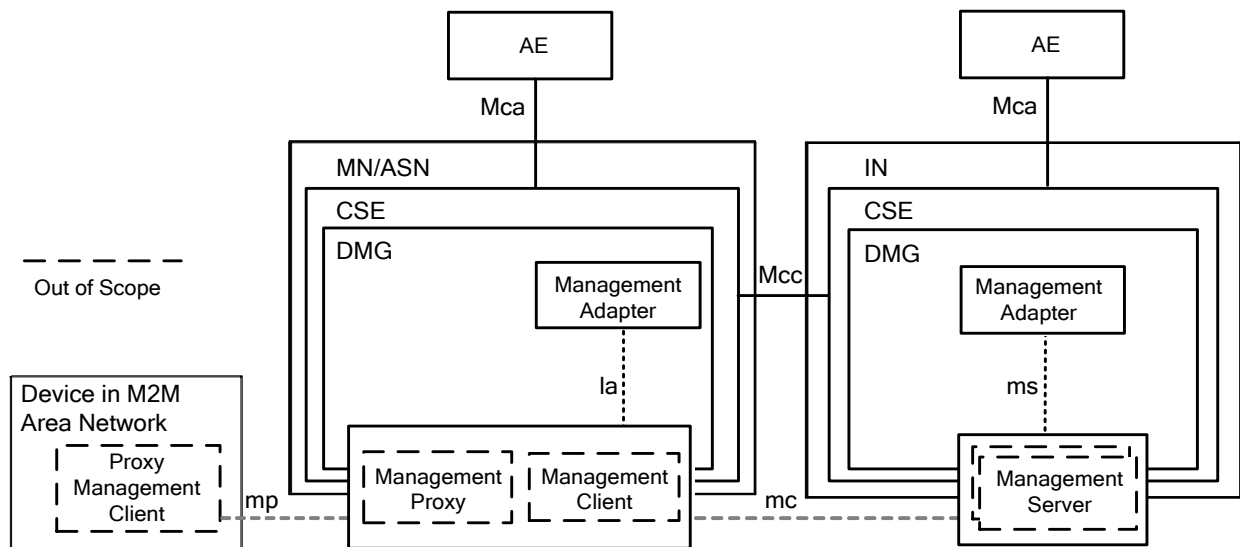 AE
AE
Mca
Mca
MN/ASN
IN
CSE
CSE
DMG
DMG
Out of Scope
Management
Adapter
Mcc
Management
Adapter
la
ms
Device in M2M
Area Network
Proxy
Management
Client
mp
Management
Proxy
Management
Client
mc
Management
Server